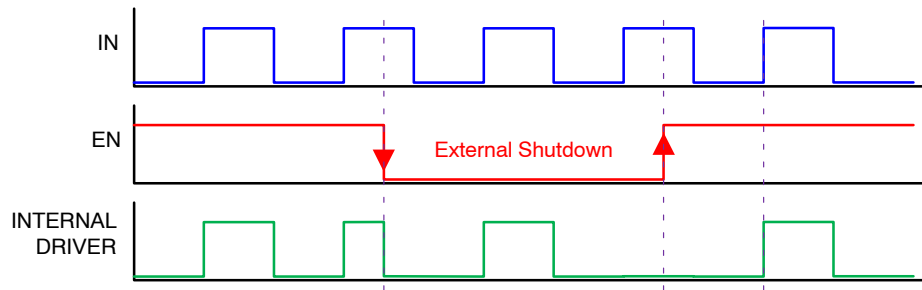 IN
EN
External Shutdown
INTERNAL
DRIVER